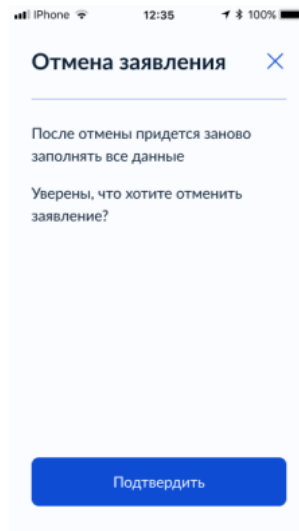 IPhone 12:35 100%
Отмена заявления
После отмены придется заново
заполнять все данные
Уверены, что хотите отменить
заявление?
Подтвердить